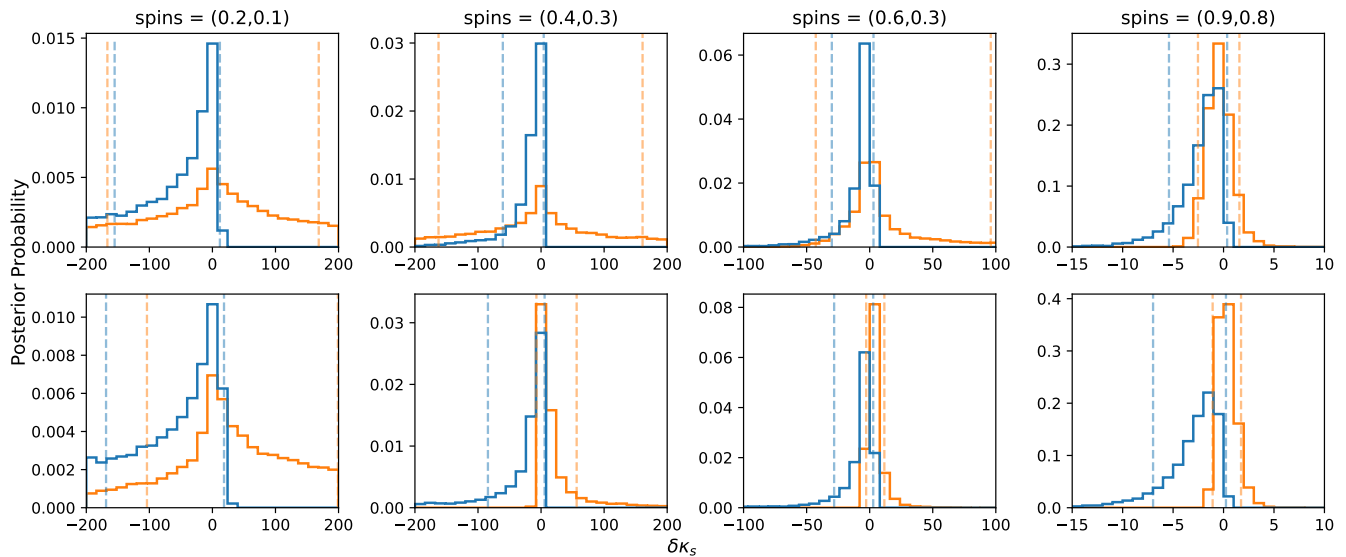 spins = (0.2,0.1) spins = (0.4,0.3) spins = (0.6,0.3) spins = (0.9,0.8)
Posterior Probability
0.015 0.010 0.005 0.000
−200 −100 0 100 200
0.03 0.02 0.01 0.00
−200 −100 0 100 200
0.06 0.04 0.02 0.00
−100 −50 0 50 100
0.3 0.2 0.1 0.0
−15 −10 −5 0 5 10
0.010 0.008 0.006 0.004 0.002 0.000
−200 −100 0 100 200
0.03 0.02 0.01 0.00
−200 −100 0 100 200
0.08 0.06 0.04 0.02 0.00
−100 −50 0 50 100
0.4 0.3 0.2 0.1 0.0
−15 −10 −5 0 5 10
δκₛ